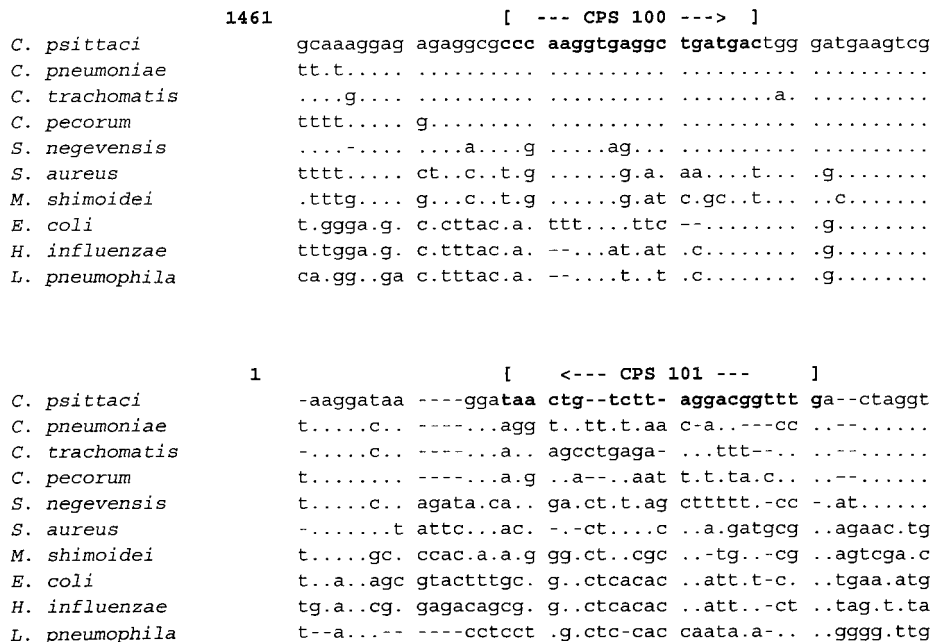 1461 [ --- CPS 100 ---> ]
C. psittaci gcaaaggag agaggcgccc aaggtgaggc tgatgactgg gatgaagtcg
C. pneumoniae tt.t..... .......... .......... .......... ..........
C. trachomatis ....g.... .......... .......... ........a. ..........
C. pecorum tttt..... g......... .......... .......... ..........
S. negevensis ....-.... ....a....g .....ag... .......... ..........
S. aureus tttt..... ct..c..t.g ......g.a. aa....t... .g........
M. shimoidei .tttg.... g...c..t.g ......g.at c.gc..t... ..c.......
E. coli t.ggga.g. c.cttac.a. ttt....ttc --........ .g........
H. influenzae tttgga.g. c.tttac.a. --...at.at .c........ .g........
L. pneumophila ca.gg..ga c.tttac.a. --....t..t .c........ .g........
1 [ <--- CPS 101 --- ]
C. psittaci -aaggataa ----ggataa ctg--tctt- aggacggttt ga--ctaggt
C. pneumoniae t....c... ----...agg t..tt.t.aa c-a..---cc ..--......
C. trachomatis -....c... ----...a.. agcctgaga- ...ttt--.. ..--......
C. pecorum t........ ----...a.g ..a--..aat t.t.ta.c.. ..--......
S. negevensis t.....c.. agata.ca.. ga.ct.t.ag cttttt.-cc -.at......
S. aureus -.......t attc...ac. -.-ct....c ..a.gatgcg ..agaac.tg
M. shimoidei t.....gc. ccac.a.a.g gg.ct..cgc ..-tg...cg ..agtcga.c
E. coli t..a..agc gtactttgc. g..ctcacac ..att.t-c. ..tgaa.atg
H. influenzae tg.a..cg. gagacagcg. g..ctcacac ..att..-ct ..tag.t.ta
L. pneumophila t--a...-- ----cctcct .g.ctc-cac caata.a-.. ..gggg.ttg